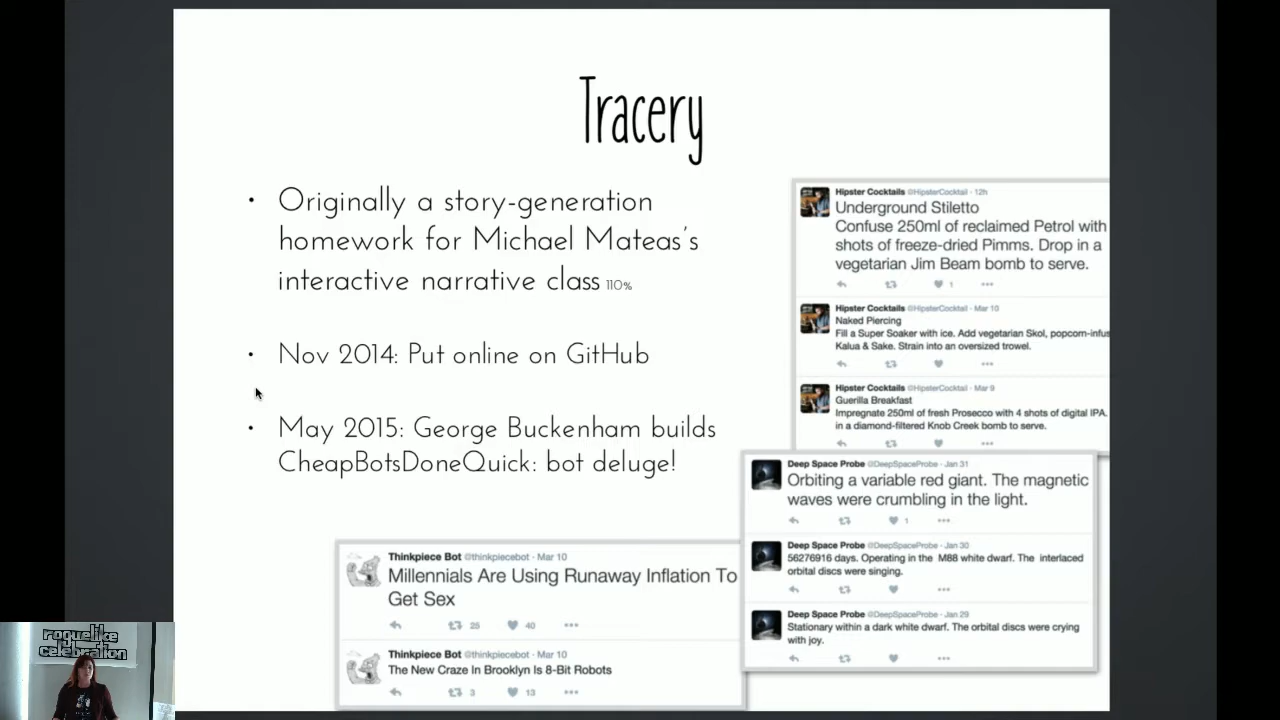 Tracery
• Originally a story-generation
homework for Michael Mateas's
interactive narrative class 110%
• Nov 2014: Put online on GitHub
• May 2015: George Buckenham builds
CheapBotsDoneQuick: bot deluge!
Hipster Cocktails @HipsterCocktail · 12h
Underground Stiletto
Confuse 250ml of reclaimed Petrol with
shots of freeze-dried Pimms. Drop in a
vegetarian Jim Beam bomb to serve.
1
Hipster Cocktails @HipsterCocktail · Mar 10
Naked Piercing
Fill a Super Soaker with ice. Add vegetarian Skol, popcorn-infus
Kalua & Sake. Strain into an oversized trowel.
Hipster Cocktails @HipsterCocktail · Mar 9
Guerilla Breakfast
Impregnate 250ml of fresh Prosecco with 4 shots of digital IPA.
in a diamond-filtered Knob Creek bomb to serve.
Deep Space Probe @DeepSpaceProbe · Jan 31
Orbiting a variable red giant. The magnetic
waves were crumbling in the light.
1
Deep Space Probe @DeepSpaceProbe · Jan 30
56276916 days. Operating in the M88 white dwarf. The interlaced
orbital discs were singing.
Deep Space Probe @DeepSpaceProbe · Jan 29
Stationary within a dark white dwarf. The orbital discs were crying
with joy.
Thinkpiece Bot @thinkpiecebot · Mar 10
Millennials Are Using Runaway Inflation To
Get Sex
25 40
Thinkpiece Bot @thinkpiecebot · Mar 10
The New Craze In Brooklyn Is 8-Bit Robots
3 13
roguelike
celebration